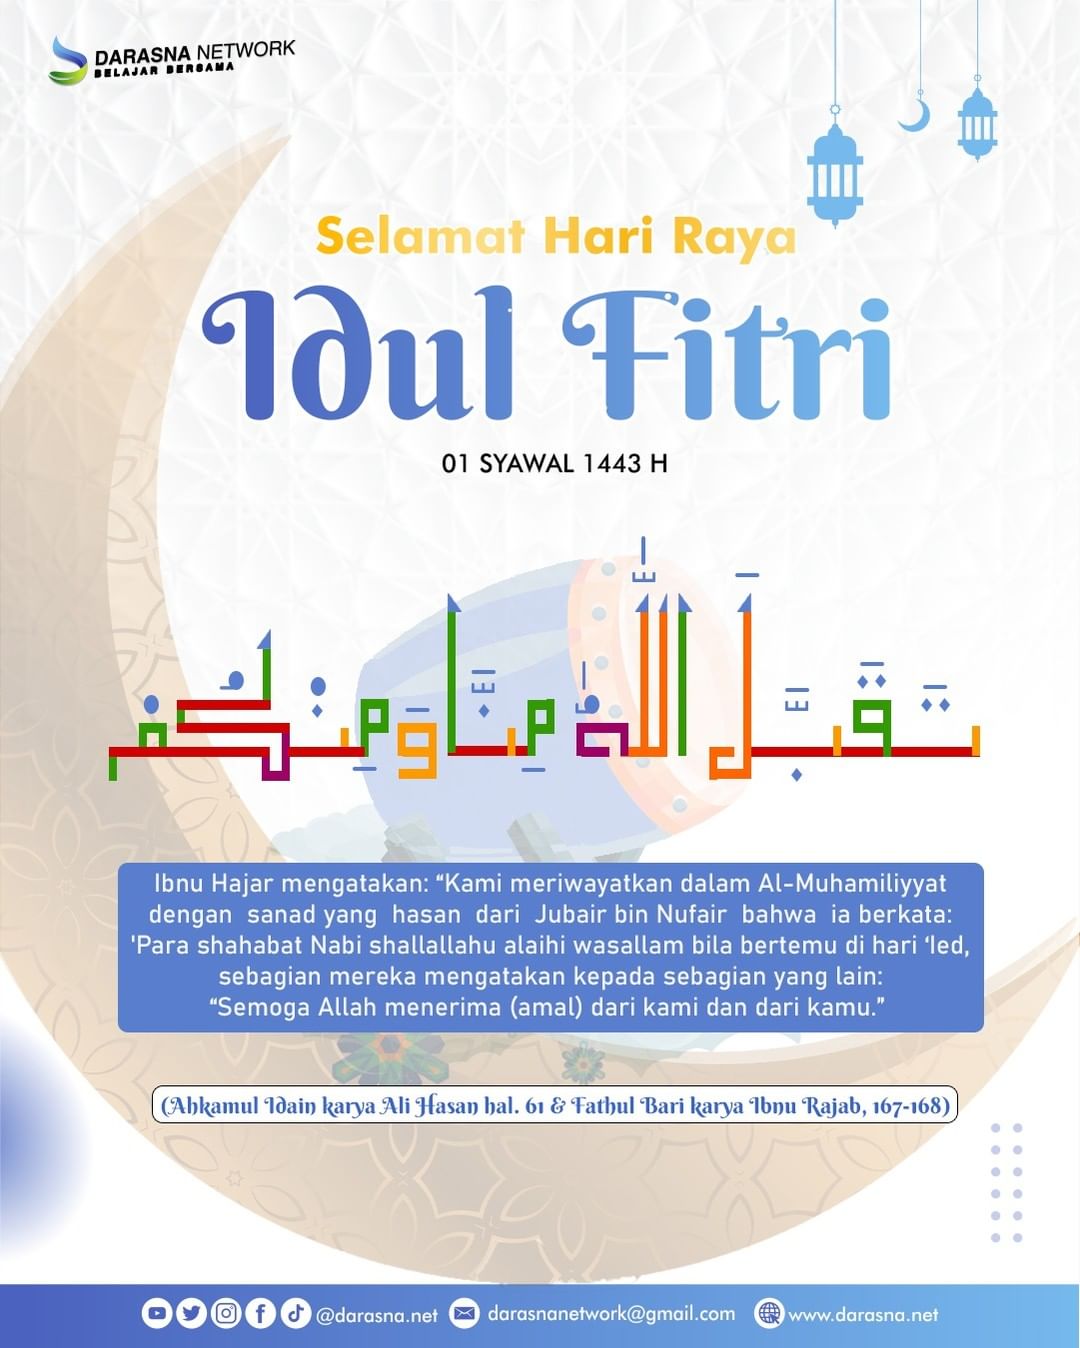 DARASNA NETWORK
BELAJAR BERSAMA
Selamat Hari Raya
Idul Fitri
01 SYAWAL 1443 H
تَقَبَّلَ اللّٰهُ مِنَّا وَمِنْكُمْ
Ibnu Hajar mengatakan: “Kami meriwayatkan dalam Al-Muhamiliyyat
dengan sanad yang hasan dari Jubair bin Nufair bahwa ia berkata:
'Para shahabat Nabi shallallahu alaihi wasallam bila bertemu di hari ‘Ied,
sebagian mereka mengatakan kepada sebagian yang lain:
“Semoga Allah menerima (amal) dari kami dan dari kamu.”
(Ahkamul Idain karya Ali Hasan hal. 61 & Fathul Bari karya Ibnu Rajab, 167-168)
@darasna.net darasnanetwork@gmail.com www.darasna.net